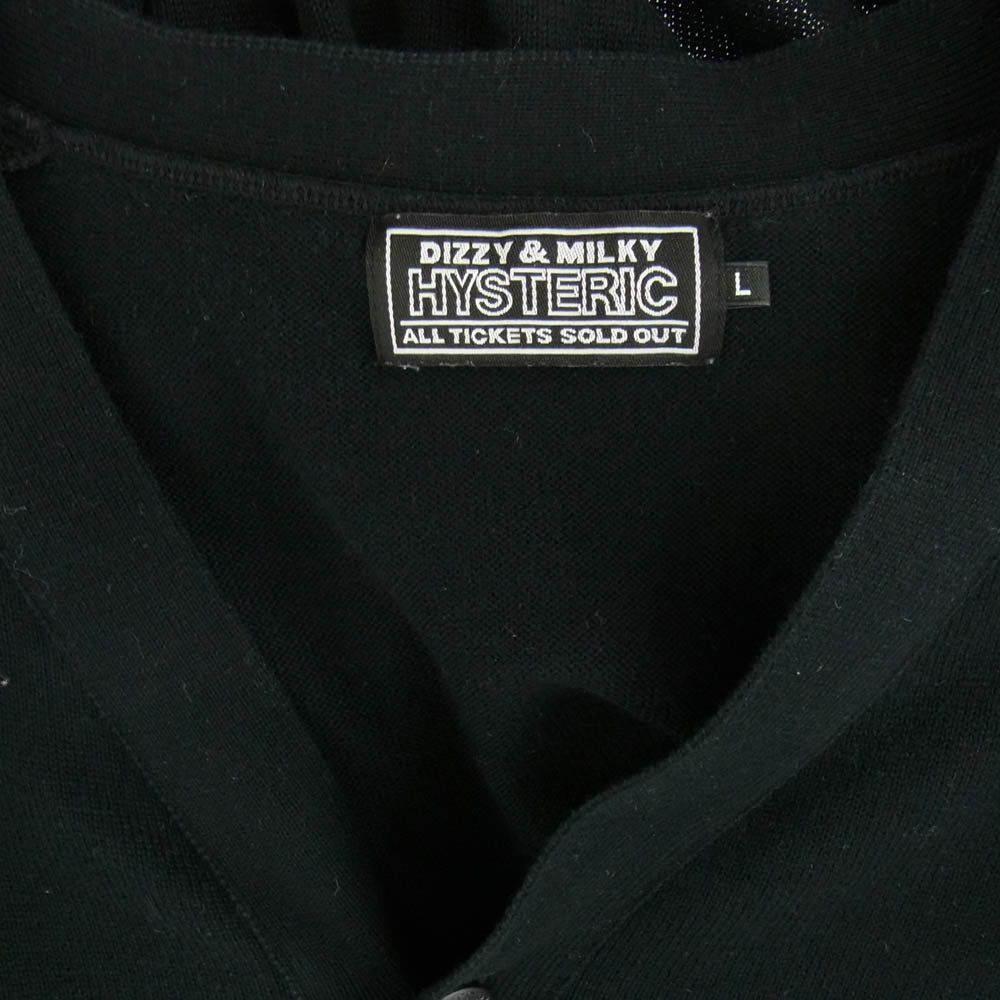 DIZZY & MILKY
HYSTERIC
ALL TICKETS SOLD OUT
L